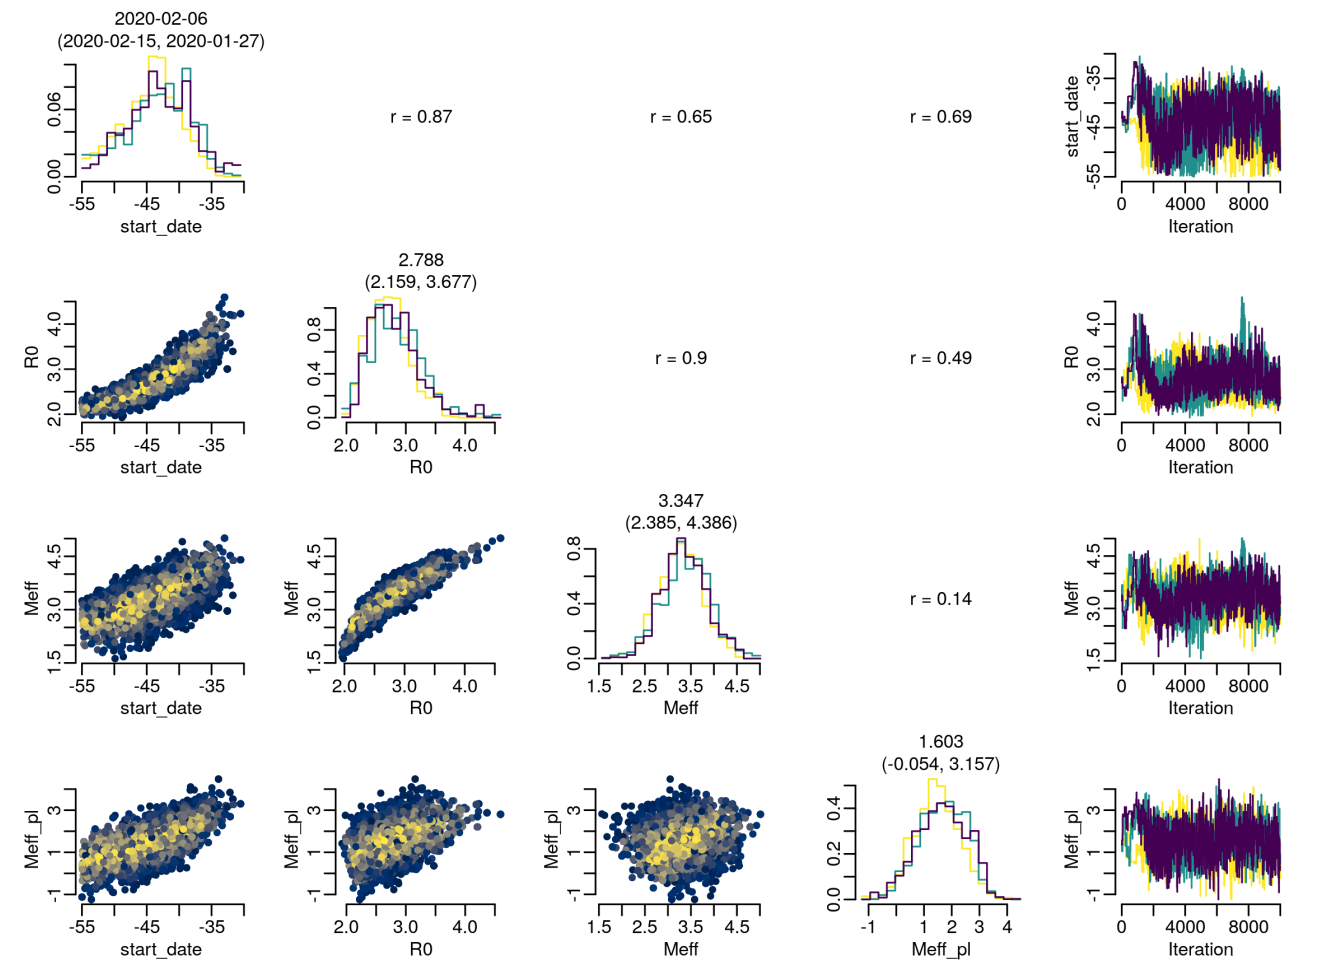 2020-02-06
(2020-02-15, 2020-01-27)
0.00 0.06
-55 -45 -35
start_date
r = 0.87
r = 0.65
r = 0.69
start_date
-55 -45 -35
0 4000 8000
Iteration
R0
2.0 3.0 4.0
-55 -45 -35
start_date
2.788
(2.159, 3.677)
0.0 0.4 0.8
2.0 3.0 4.0
R0
r = 0.9
r = 0.49
R0
2.0 3.0 4.0
0 4000 8000
Iteration
Meff
1.5 3.0 4.5
-55 -45 -35
start_date
Meff
1.5 3.0 4.5
2.0 3.0 4.0
R0
3.347
(2.385, 4.386)
0.0 0.4 0.8
1.5 2.5 3.5 4.5
Meff
r = 0.14
Meff
1.5 3.0 4.5
0 4000 8000
Iteration
Meff_pl
-1 1 3
-55 -45 -35
start_date
Meff_pl
-1 1 3
2.0 3.0 4.0
R0
Meff_pl
-1 1 3
1.5 2.5 3.5 4.5
Meff
1.603
(-0.054, 3.157)
0.0 0.2 0.4
-1 1 2 3 4
Meff_pl
Meff_pl
-1 1 3
0 4000 8000
Iteration